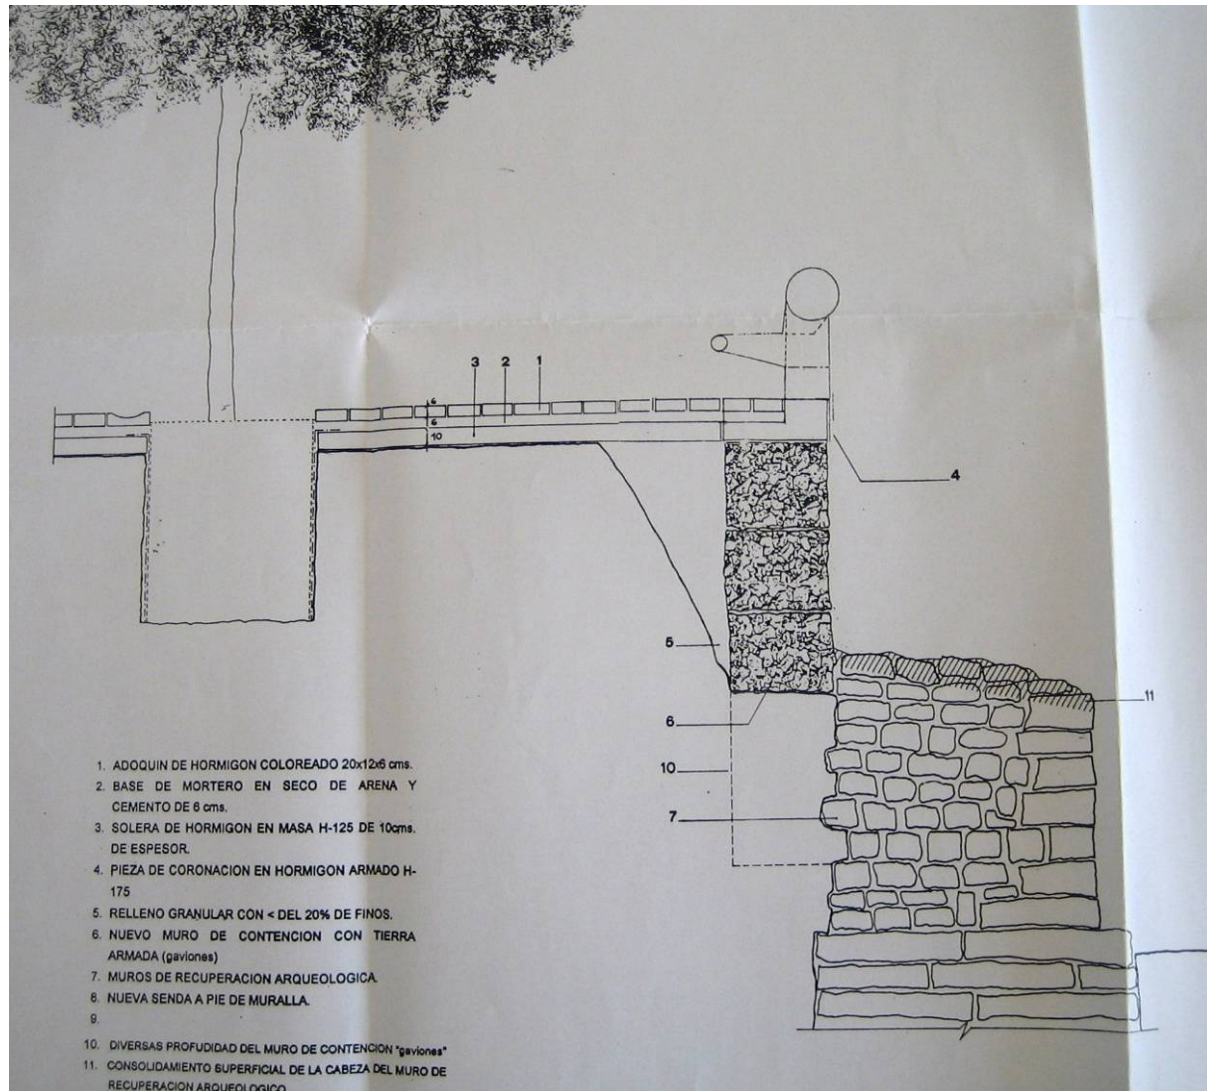 3 2 1
6
6
10
4
5
6
11
10
7
1. ADOQUIN DE HORMIGON COLOREADO 20x12x6 cms.
2. BASE DE MORTERO EN SECO DE ARENA Y
CEMENTO DE 6 cms.
3. SOLERA DE HORMIGON EN MASA H-125 DE 10cms.
DE ESPESOR.
4. PIEZA DE CORONACION EN HORMIGON ARMADO H-
175
5. RELLENO GRANULAR CON < DEL 20% DE FINOS.
6. NUEVO MURO DE CONTENCION CON TIERRA
ARMADA (gaviones)
7. MUROS DE RECUPERACION ARQUEOLOGICA.
8. NUEVA SENDA A PIE DE MURALLA.
9.
10. DIVERSAS PROFUDIDAD DEL MURO DE CONTENCION "gaviones"
11. CONSOLIDAMIENTO SUPERFICIAL DE LA CABEZA DEL MURO DE
RECUPERACION ARQUEOLOGICO